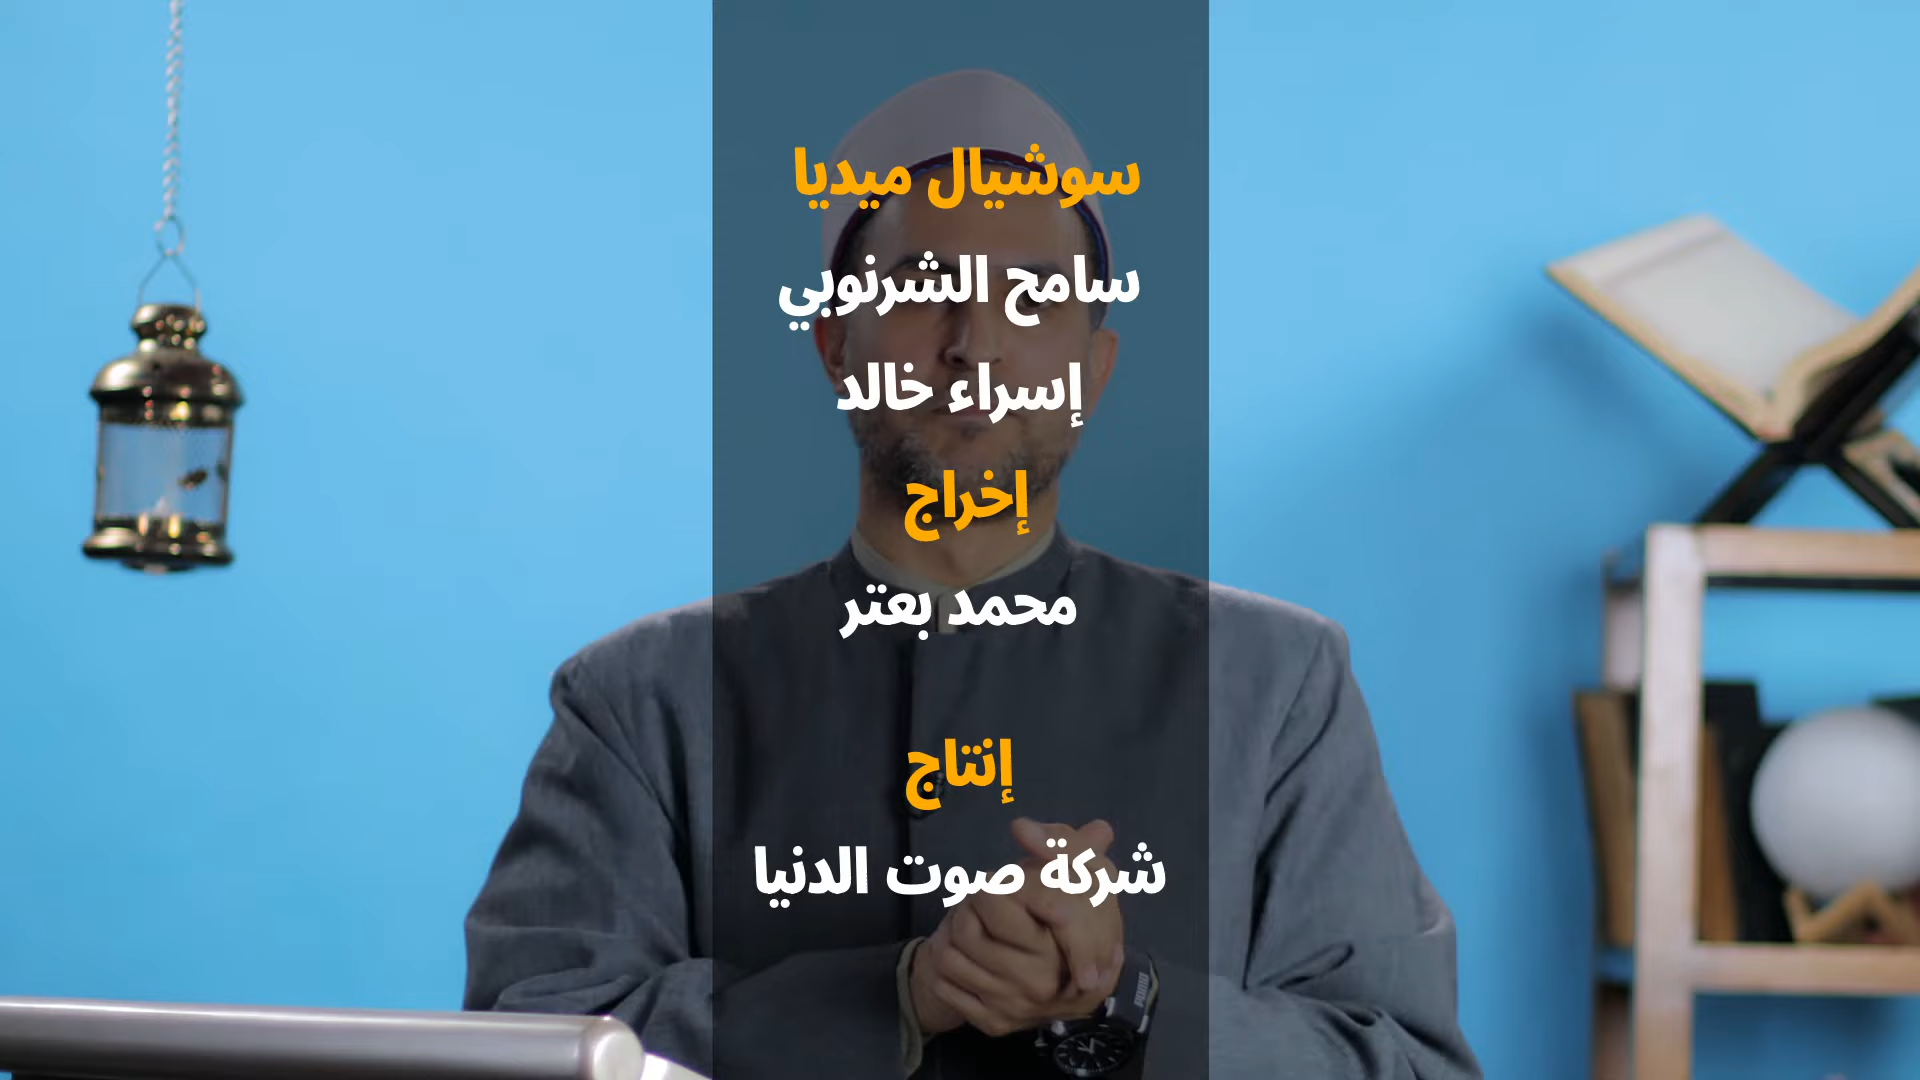 سوشيال ميديا
سامح الشرنوبي
إسراء خالد
إخراج
محمد بعتر
إنتاج
شركة صوت الدنيا